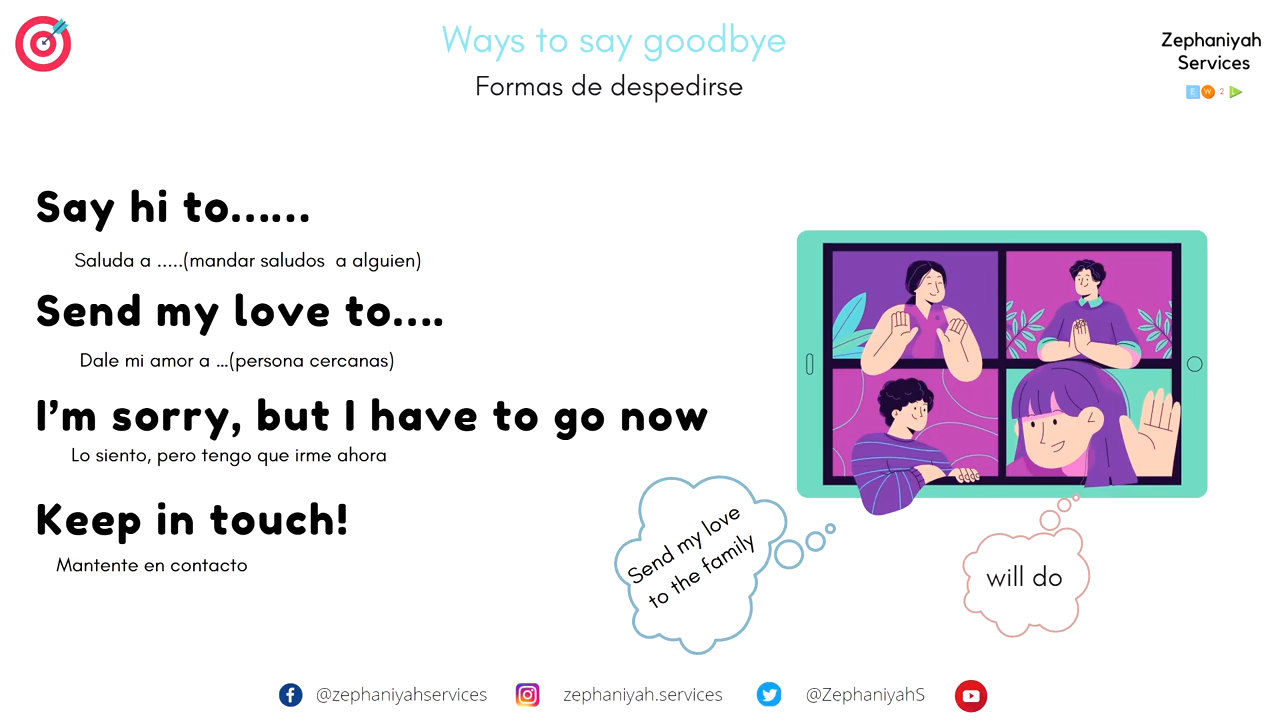 Ways to say goodbye
Formas de despedirse
Zephaniyah
Services
E W 2 L
Say hi to......
Saluda a .....(mandar saludos a alguien)
Send my love to....
Dale mi amor a ...(persona cercanas)
I'm sorry, but I have to go now
Lo siento, pero tengo que irme ahora
Keep in touch!
Mantente en contacto
Send my love
to the family
will do
@zephaniyahservices
zephaniyah.services
@ZephaniyahS